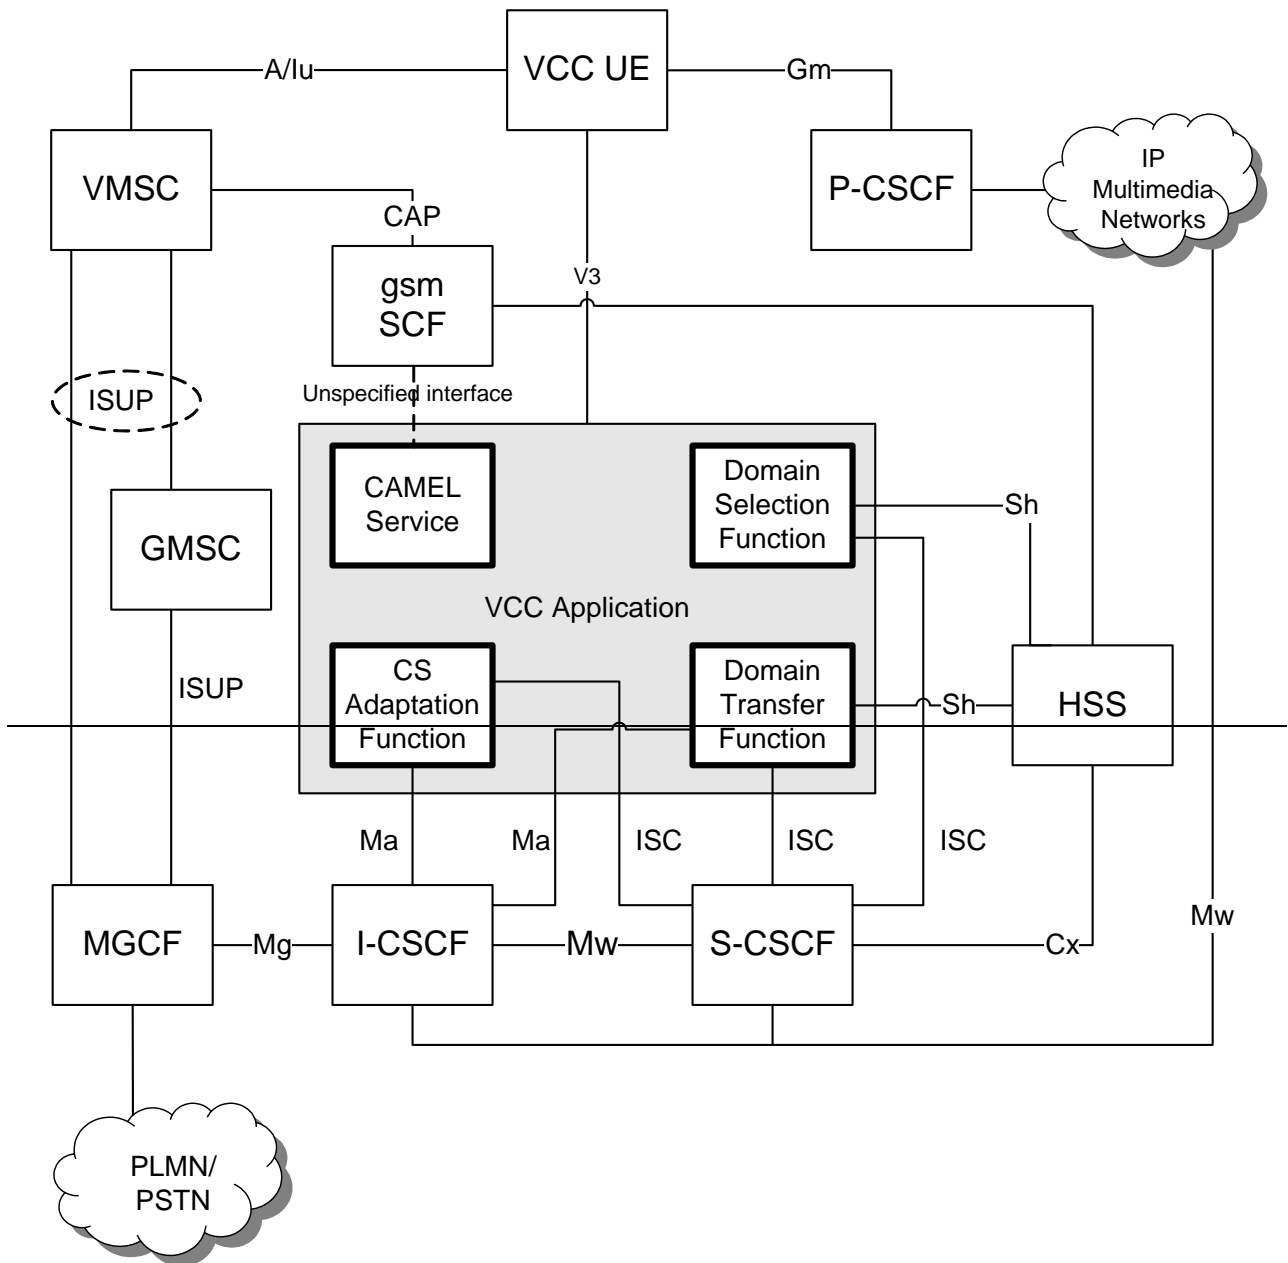 VCC UE
A/Iu
Gm
VMSC
P-CSCF
IP
Multimedia
Networks
CAP
gsm
SCF
V3
Unspecified interface
ISUP
CAMEL
Service
Domain
Selection
Function
Sh
GMSC
VCC Application
ISUP
CS
Adaptation
Function
Domain
Transfer
Function
Sh
HSS
Ma
Ma
ISC
ISC
ISC
Mw
MGCF
Mg
I-CSCF
Mw
S-CSCF
Cx
PLMN/
PSTN